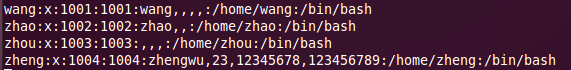 wang:x:1001:1001:wang,,,,:/home/wang:/bin/bash
zhao:x:1002:1002:zhao,,:/home/zhao:/bin/bash
zhou:x:1003:1003:,,,:/home/zhou:/bin/bash
zheng:x:1004:1004:zhengwu,23,12345678,123456789:/home/zheng:/bin/bash